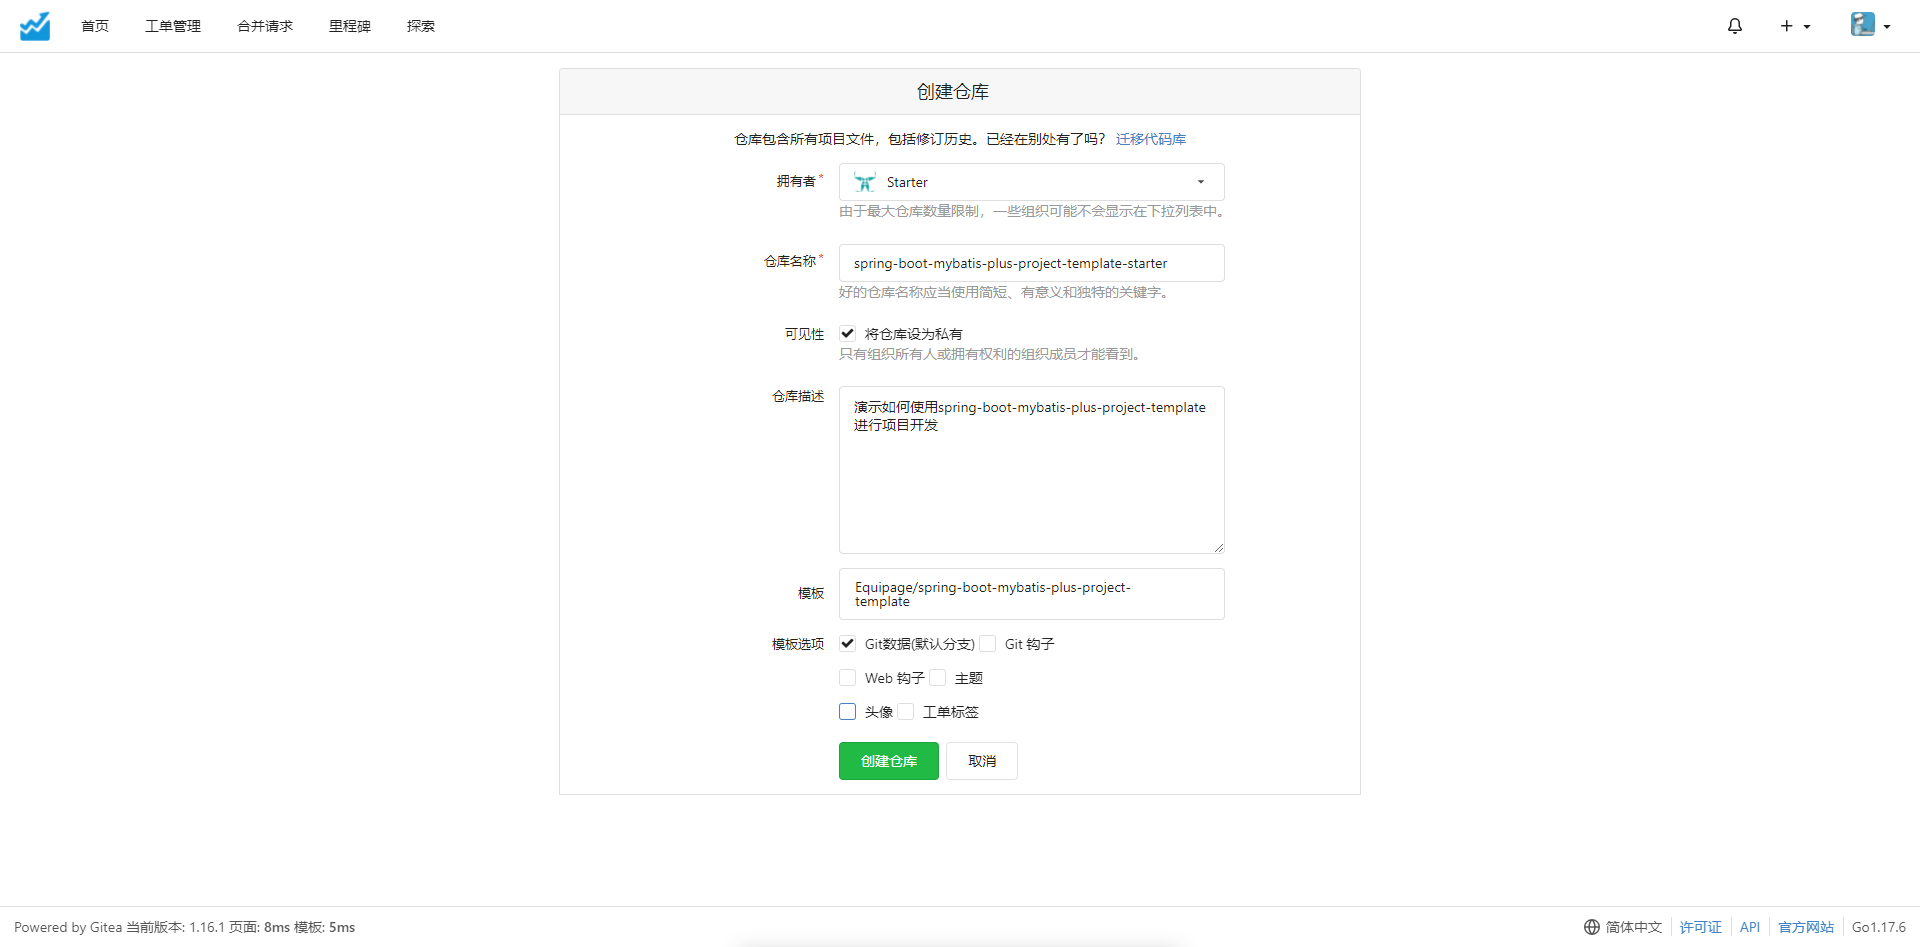 首页 工单管理 合并请求 里程碑 探索
创建仓库
仓库包含所有项目文件，包括修订历史。已经在别处有了吗？ 迁移代码库
拥有者* Starter
由于最大仓库数量限制，一些组织可能不会显示在下拉列表中。
仓库名称* spring-boot-mybatis-plus-project-template-starter
好的仓库名称应当使用简短、有意义和独特的关键字。
可见性 将仓库设为私有
只有组织所有人或拥有权利的组织成员才能看到。
仓库描述 演示如何使用spring-boot-mybatis-plus-project-template
进行项目开发
模板 Equipage/spring-boot-mybatis-plus-project-
template
模板选项 Git数据(默认分支) Git 钩子
Web 钩子 主题
头像 工单标签
创建仓库 取消
Powered by Gitea 当前版本: 1.16.1 页面: 8ms 模板: 5ms 简体中文 许可证 API 官方网站 Go1.17.6